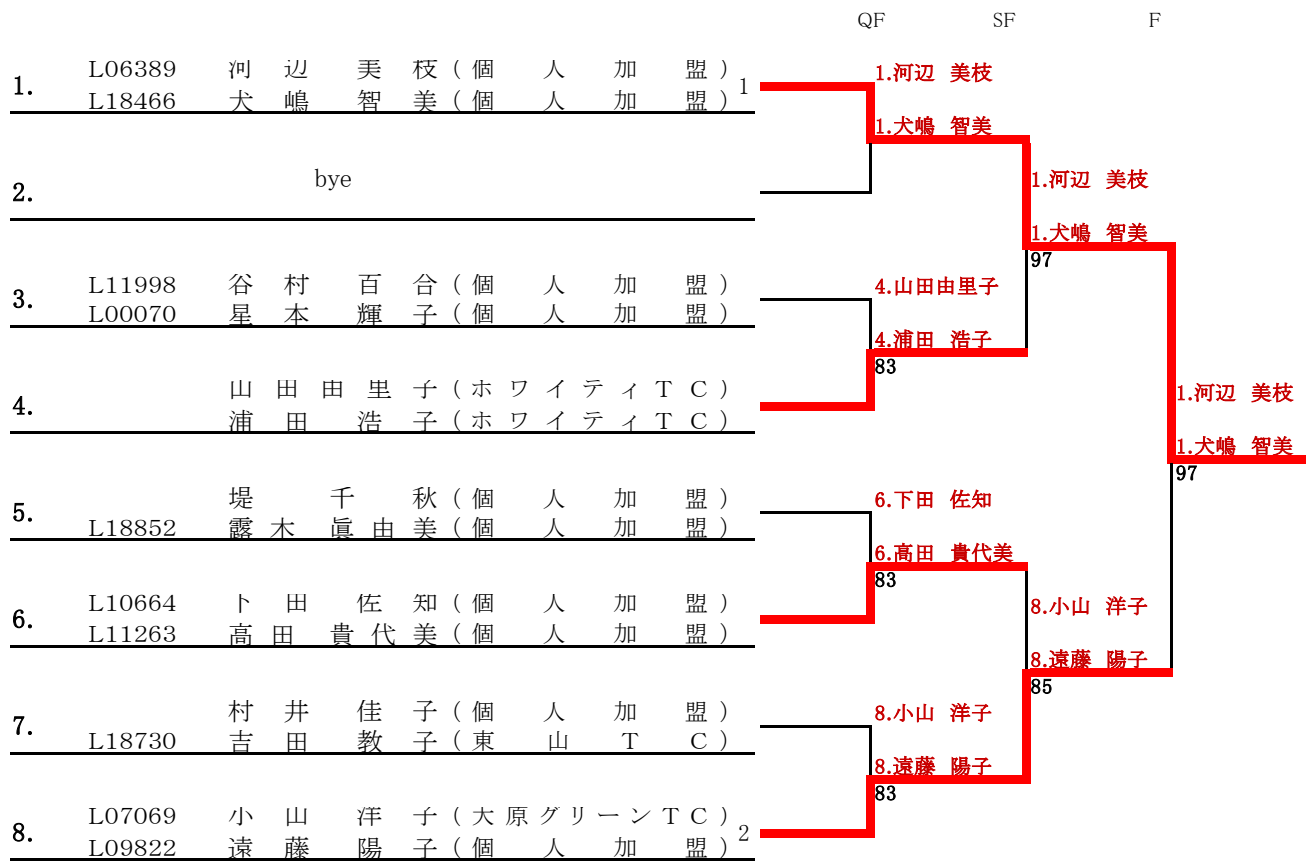 QF SF F
1. L06389 河辺 美枝(個人加盟) 1
L18466 犬嶋 智美(個人加盟)
2. bye
3. L11998 谷村 百合(個人加盟)
L00070 星本 輝子(個人加盟)
4. 山田由里子(ホワイティTC)
浦田 浩子(ホワイティTC)
5. 堤 千秋(個人加盟)
L18852 露木眞由美(個人加盟)
6. L10664 下田 佐知(個人加盟)
L11263 高田 貴代美(個人加盟)
7. 村井 佳子(個人加盟)
L18730 吉田 教子(東山TC)
8. L07069 小山 洋子(大原グリーンTC) 2
L09822 遠藤 陽子(個人加盟)
1.河辺 美枝
1.犬嶋 智美
4.山田由里子
4.浦田 浩子
83
6.下田 佐知
6.高田 貴代美
83
8.小山 洋子
8.遠藤 陽子
83
1.河辺 美枝
1.犬嶋 智美
97
8.小山 洋子
8.遠藤 陽子
85
1.河辺 美枝
1.犬嶋 智美
97